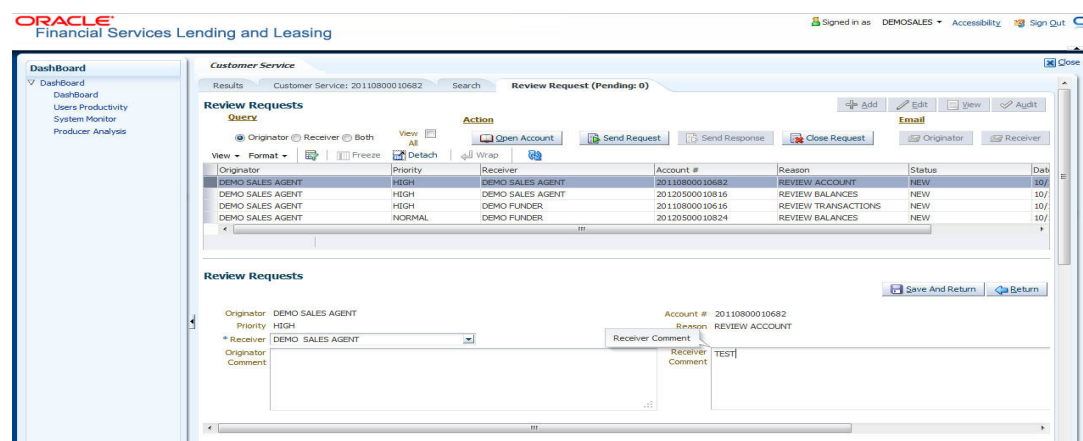 ORACLE
Financial Services Lending and Leasing
Signed in as DEMOSALES Accessibility Sign Out
DashBoard
DashBoard
DashBoard
Users Productivity
System Monitor
Producer Analysis
Customer Service
Close
Results Customer Service: 20110800010682 Search Review Request (Pending: 0)
Review Requests
Add Edit View Audit
Query Action Email
Originator Receiver Both View All Open Account Send Request Send Response Close Request Originator Receiver
View Format Freeze Detach Wrap
Originator Priority Receiver Account # Reason Status
DEMO SALES AGENT HIGH DEMO SALES AGENT 20110800010682 REVIEW ACCOUNT NEW 10/
DEMO SALES AGENT HIGH DEMO SALES AGENT 20120500010816 REVIEW BALANCES NEW 10/
DEMO SALES AGENT HIGH DEMO FUNDER 20110800010616 REVIEW TRANSACTIONS NEW 10/
DEMO SALES AGENT NORMAL DEMO FUNDER 20120500010824 REVIEW BALANCES NEW 10/
Review Requests
Save And Return Return
Originator DEMO SALES AGENT Account # 20110800010682
Priority HIGH Reason REVIEW ACCOUNT
* Receiver DEMO SALES AGENT Receiver Comment
Originator Comment Receiver Comment TEST